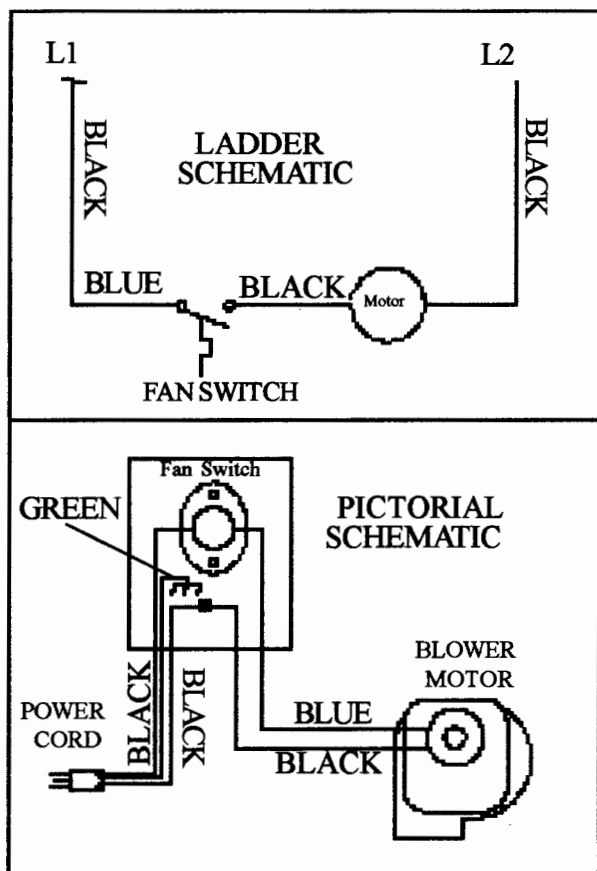 L1
L2
BLACK
LADDER
SCHEMATIC
BLACK
BLUE
BLACK
Motor
FAN SWITCH
Fan Switch
GREEN
PICTORIAL
SCHEMATIC
BLACK
BLACK
BLOWER
MOTOR
POWER
CORD
BLUE
BLACK